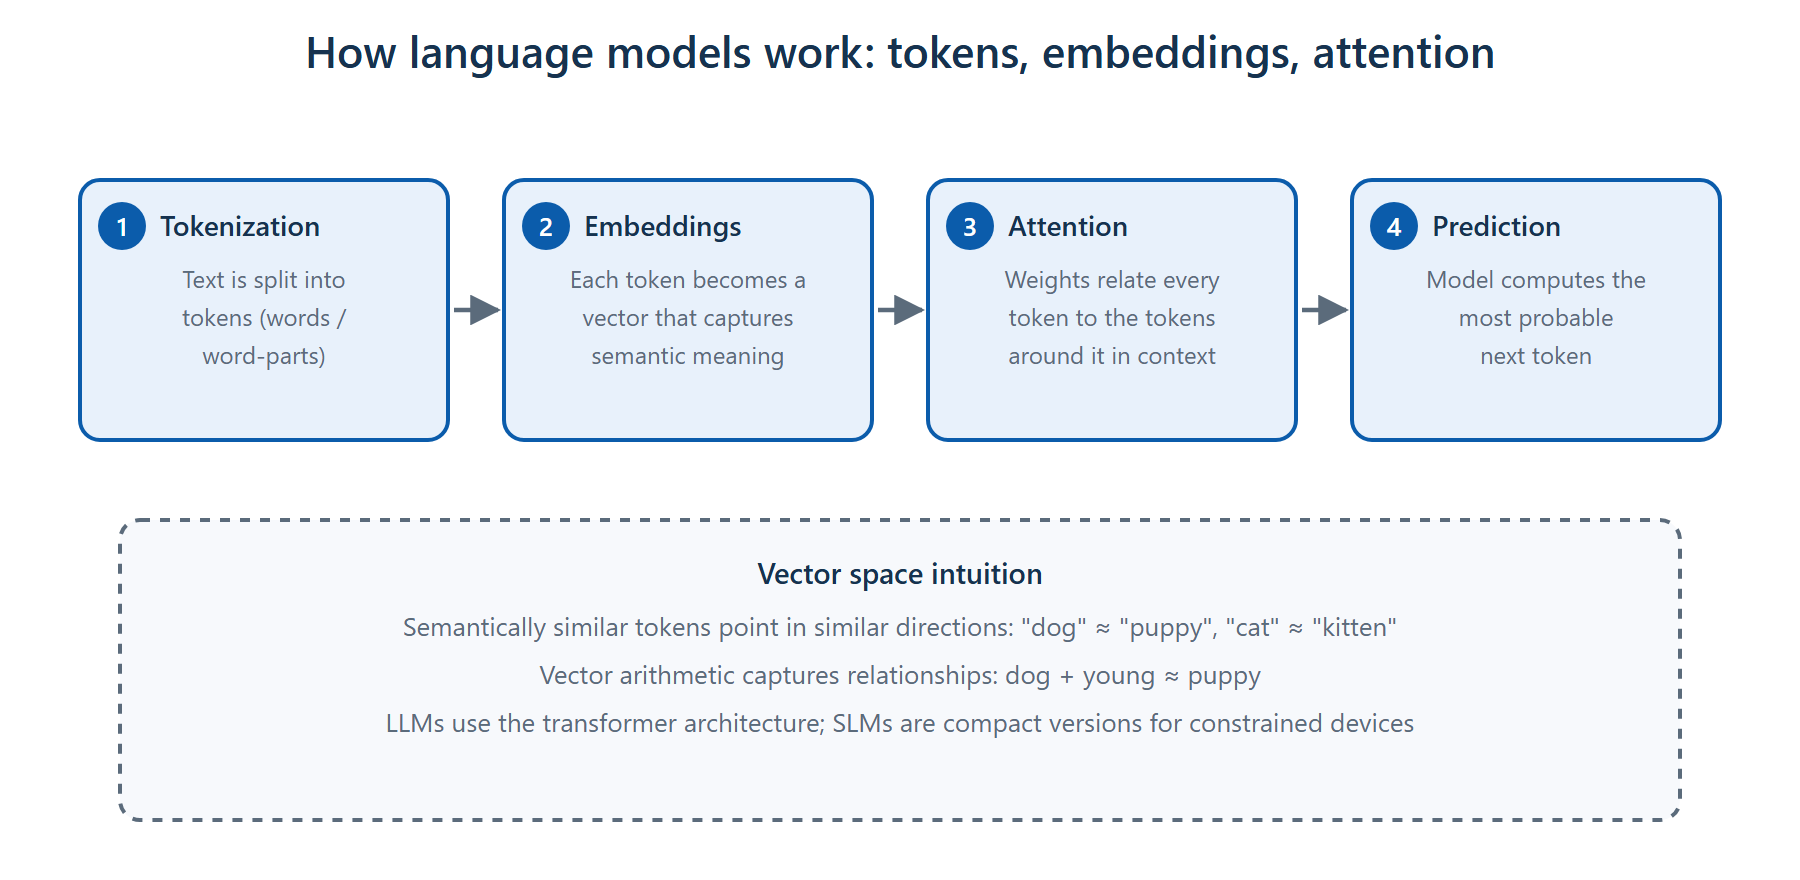 How language models work: tokens, embeddings, attention
1 Tokenization
Text is split into
tokens (words /
word-parts)
2 Embeddings
Each token becomes a
vector that captures
semantic meaning
3 Attention
Weights relate every
token to the tokens
around it in context
4 Prediction
Model computes the
most probable
next token
Vector space intuition
Semantically similar tokens point in similar directions: "dog" ≈ "puppy", "cat" ≈ "kitten"
Vector arithmetic captures relationships: dog + young ≈ puppy
LLMs use the transformer architecture; SLMs are compact versions for constrained devices